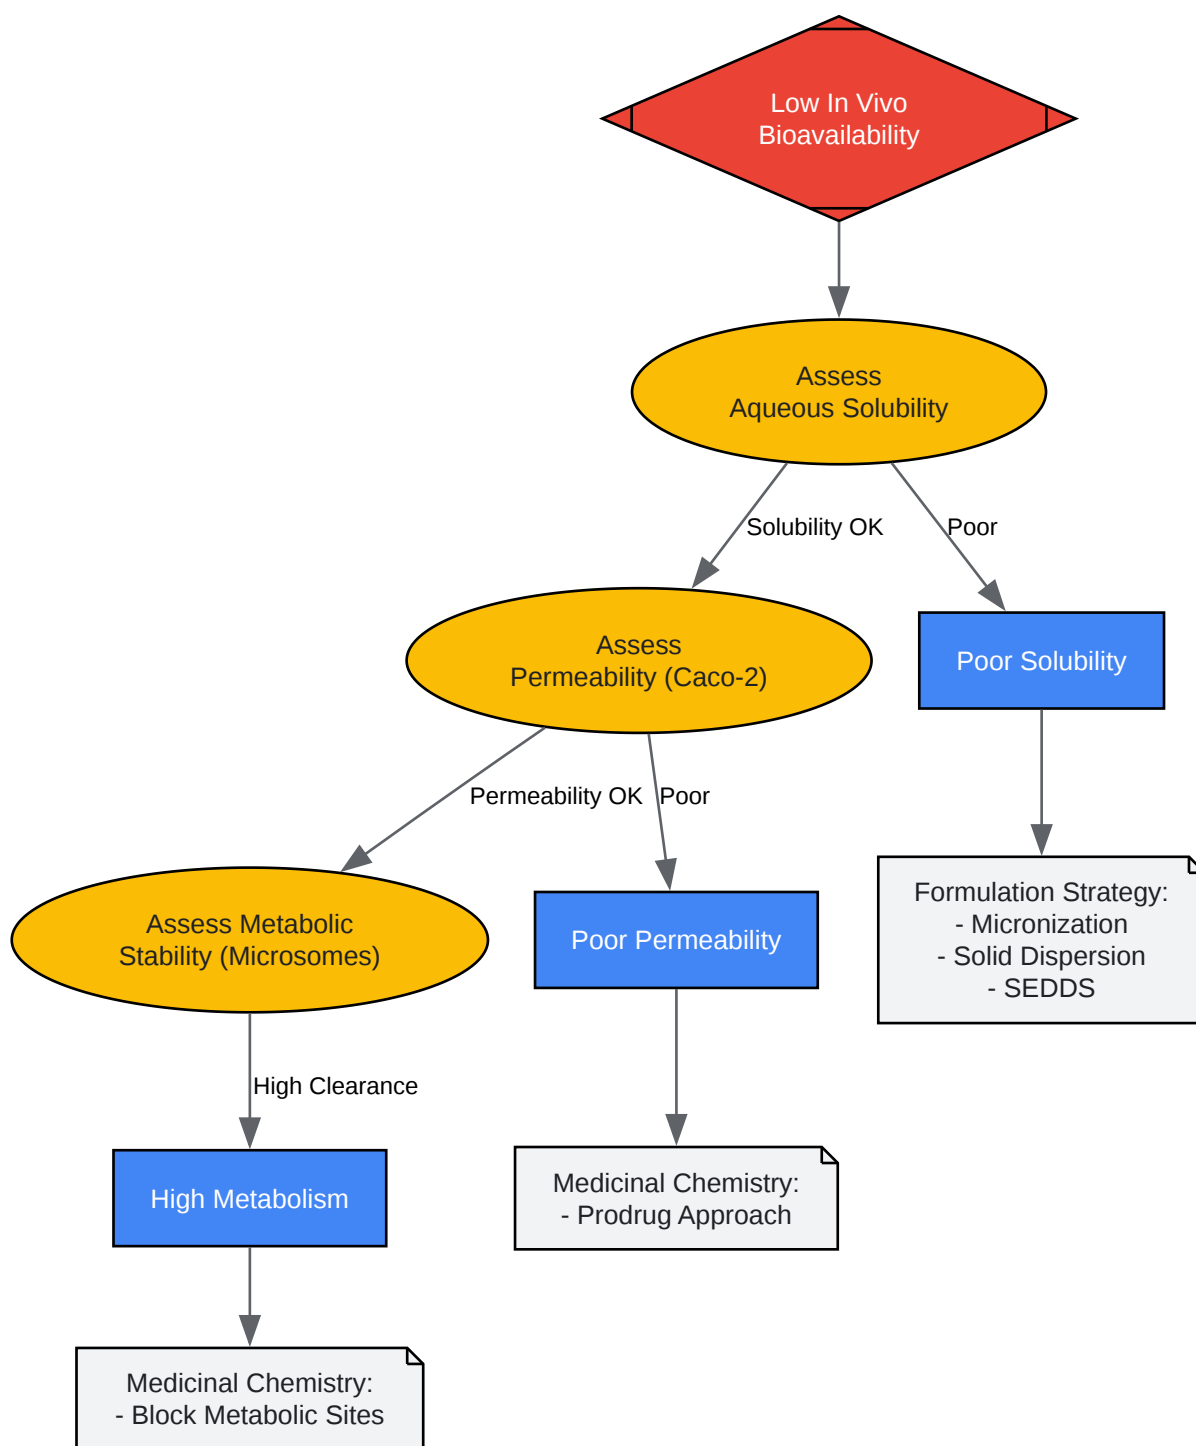 Low In Vivo
Bioavailability
Assess
Aqueous Solubility
Solubility OK
Poor
Assess
Permeability (Caco-2)
Poor Solubility
Permeability OK
Poor
Formulation Strategy:
- Micronization
- Solid Dispersion
- SEDDS
Assess Metabolic
Stability (Microsomes)
Poor Permeability
High Clearance
High Metabolism
Medicinal Chemistry:
- Prodrug Approach
Medicinal Chemistry:
- Block Metabolic Sites